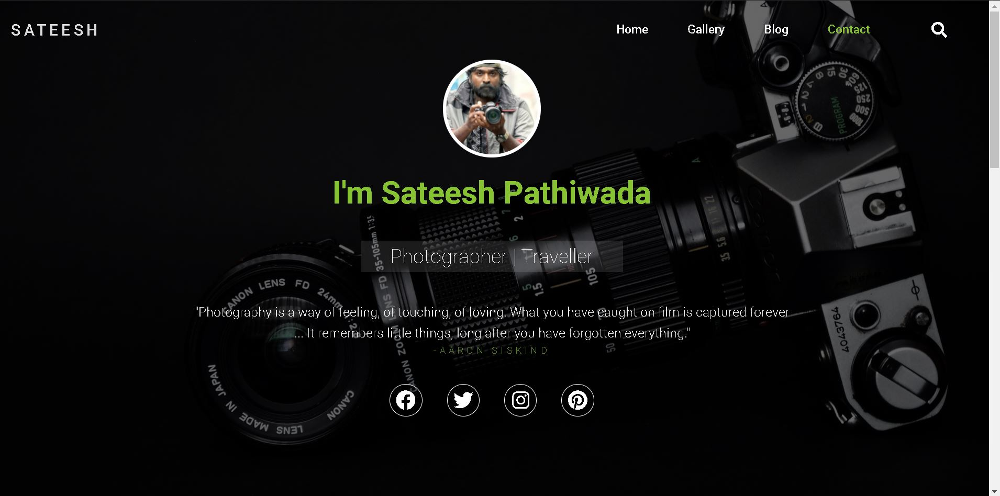 SATEESH
Home Gallery Blog Contact
I'm Sateesh Pathiwada
Photographer | Traveller
"Photography is a way of feeling, of touching, of loving. What you have caught on film is captured forever
... It remembers little things, long after you have forgotten everything."
-AARON SISKIND
CANON LENS FD 24mm
CANON LENS MADE IN JAPAN
CANON ZOOM LENS FD 35-105mm 1:3.5
PROGRAM
4043764